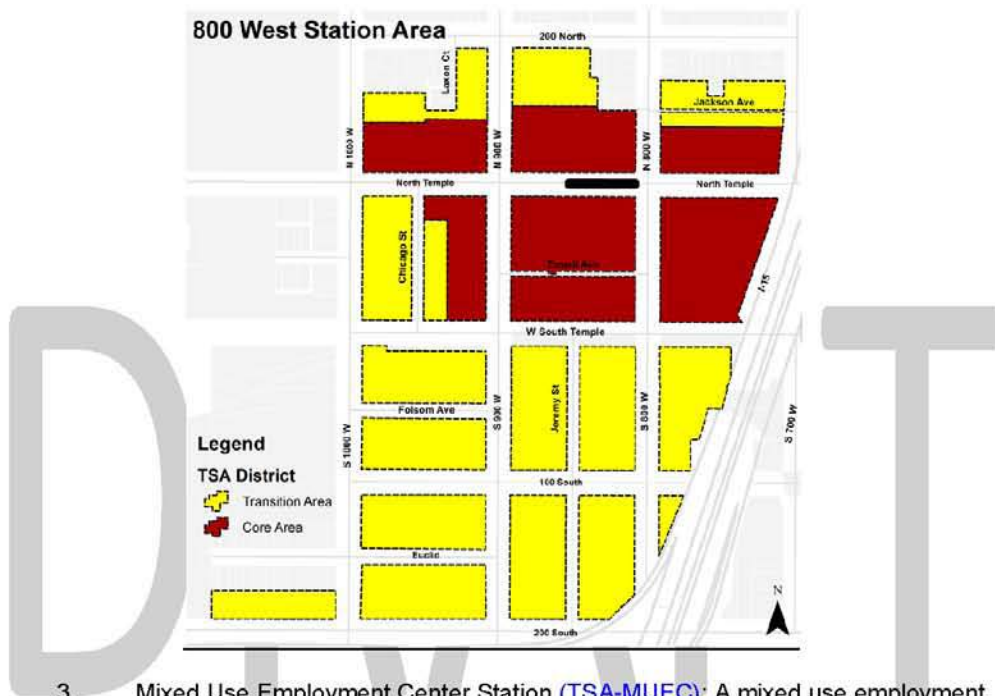 800 West Station Area
200 North
Laxon Ct
Jackson Ave
N 1000 W
N 900 W
N 800 W
North Temple
North Temple
Chicago St
I-15
W South Temple
Jeremy St
Folsom Ave
S 1000 W
S 900 W
S 800 W
S 700 W
Legend
TSA District
Transition Area
Core Area
100 South
Euclid
N
200 South
3. Mixed Use Employment Center Station (TSA-MUEC): A mixed use employment